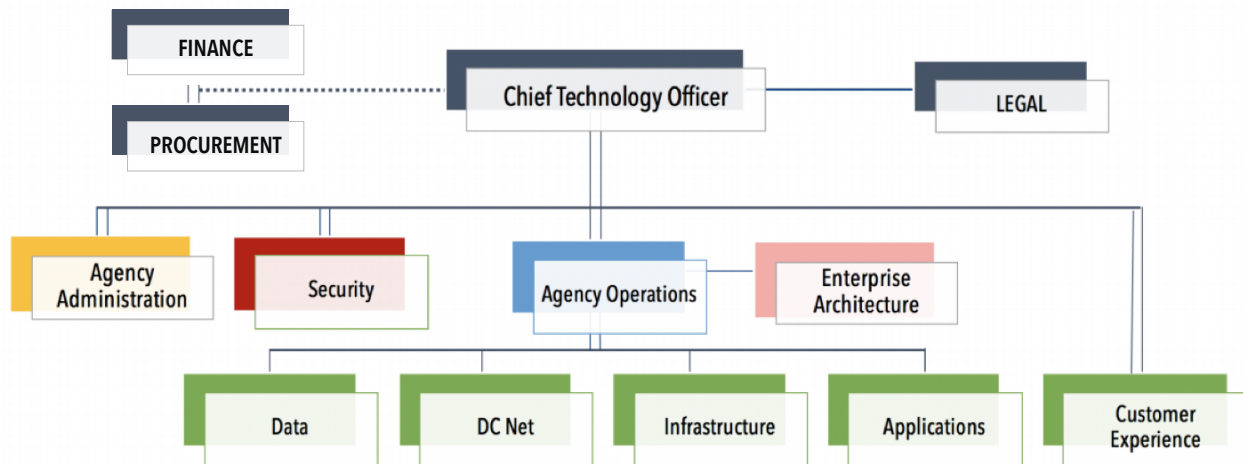 FINANCE
Chief Technology Officer
LEGAL
PROCUREMENT
Agency
Administration
Security
Agency Operations
Enterprise
Architecture
Data
DC Net
Infrastructure
Applications
Customer
Experience